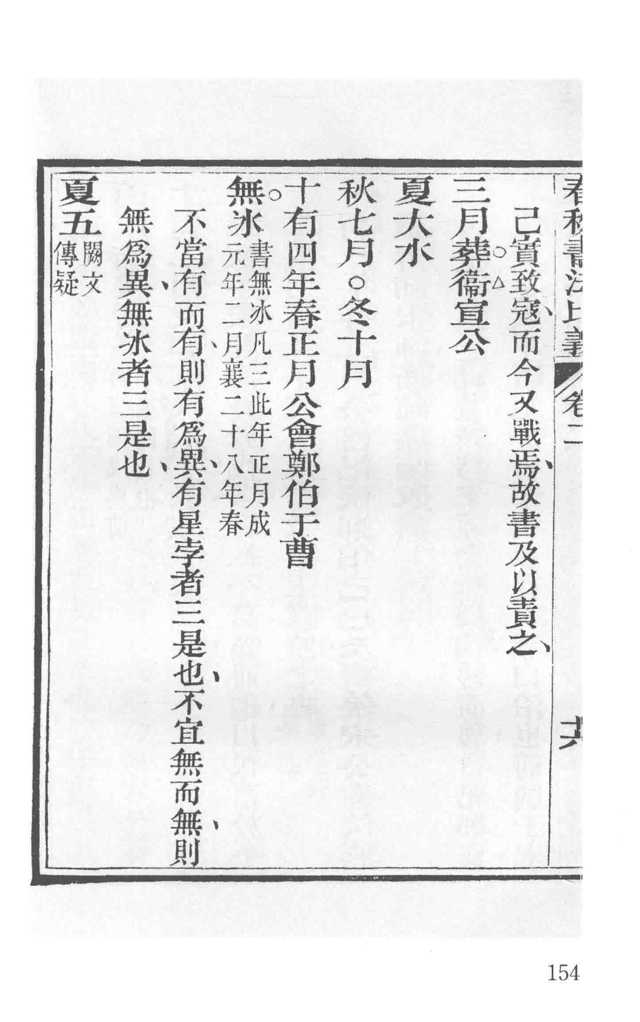 春秋書法比義 卷二 十六
己實致寇而今又戰焉故書及以責之
三月葬衞宣公
夏大水
秋七月○冬十月
十有四年春正月公會鄭伯于曹
無冰書無冰凡三此年正月成
元年二月襄二十八年春
不當有而有則有爲異有星孛者三是也不宜無而無則
無爲異無冰者三是也
夏五闕文
傳疑
154